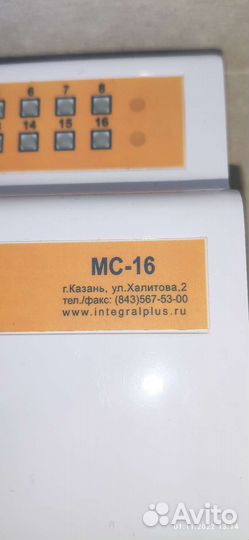 6 7 8
14 15 16
МС-16
г.Казань, ул.Халитова,2
тел./факс: (843)567-53-00
www.integralplus.ru
Avito
01.11.2022 13:14